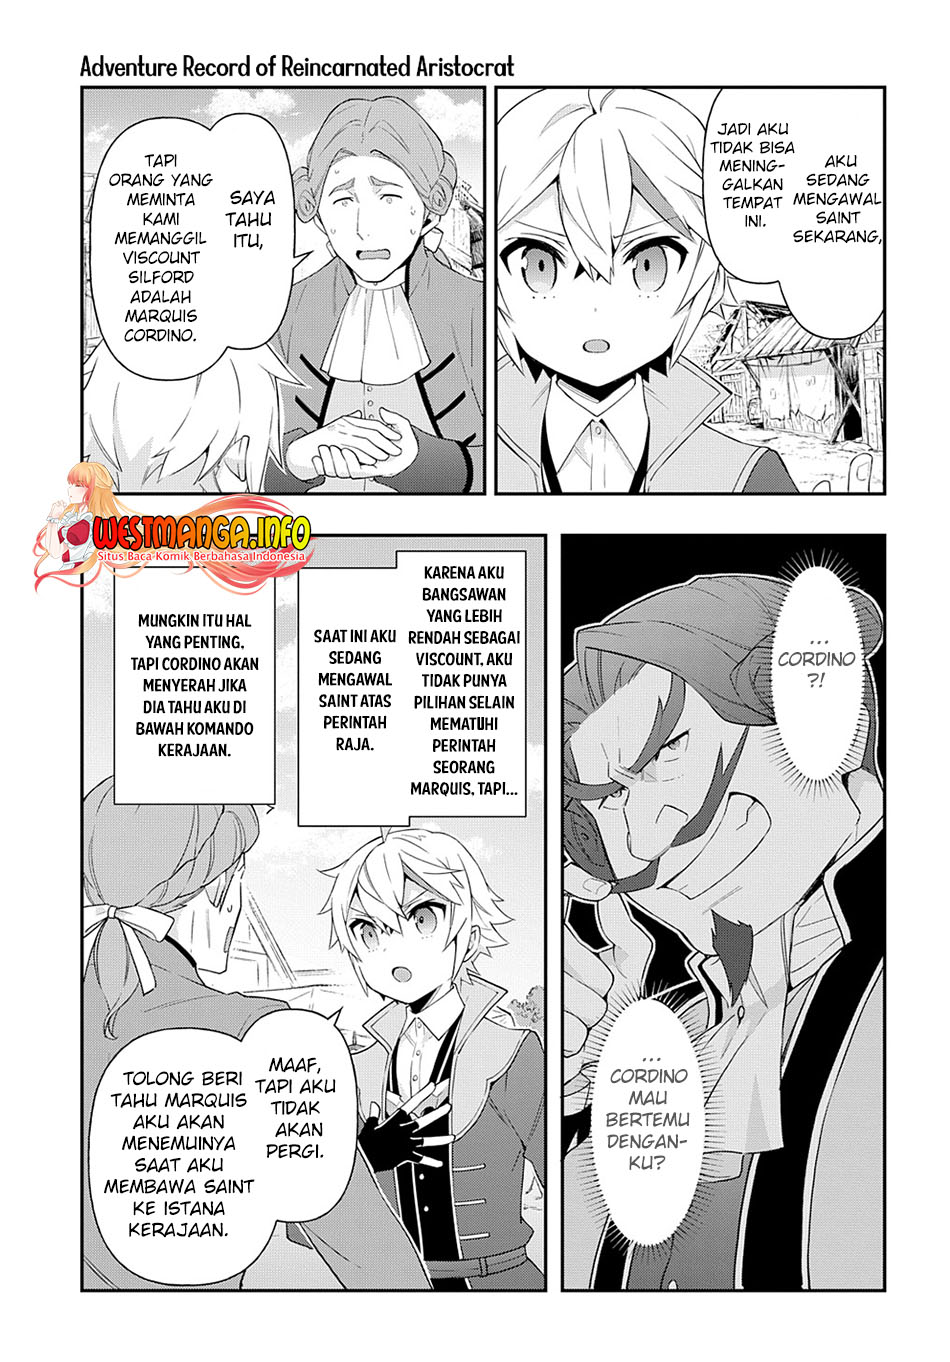 Adventure Record of Reincarnated Aristocrat
AKU
SEDANG
MENGAWAL
SAINT
SEKARANG,
JADI AKU
TIDAK BISA
MENING-
GALKAN
TEMPAT
INI.
SAYA
TAHU
ITU,
TAPI
ORANG YANG
MEMINTA
KAMI
MEMANGGIL
VISCOUNT
SILFORD
ADALAH
MARQUIS
CORDINO.
WESTMANGA.INFO
Situs Baca Komik Berbahasa Indonesia
...
CORDINO
?!
...
CORDINO
MAU
BERTEMU
DENGAN-
KU?
KARENA AKU
BANGSAWAN
YANG LEBIH
RENDAH SEBAGAI
VISCOUNT, AKU
TIDAK PUNYA
PILIHAN SELAIN
MEMATUHI
PERINTAH
SEORANG
MARQUIS, TAPI...
SAAT INI AKU
SEDANG
MENGAWAL
SAINT ATAS
PERINTAH
RAJA.
MUNGKIN ITU HAL
YANG PENTING,
TAPI CORDINO AKAN
MENYERAH JIKA
DIA TAHU AKU DI
BAWAH KOMANDO
KERAJAAN.
MAAF,
TAPI AKU
TIDAK
AKAN
PERGI.
TOLONG BERI
TAHU MARQUIS
AKU AKAN
MENEMUINYA
SAAT AKU
MEMBAWA SAINT
KE ISTANA
KERAJAAN.